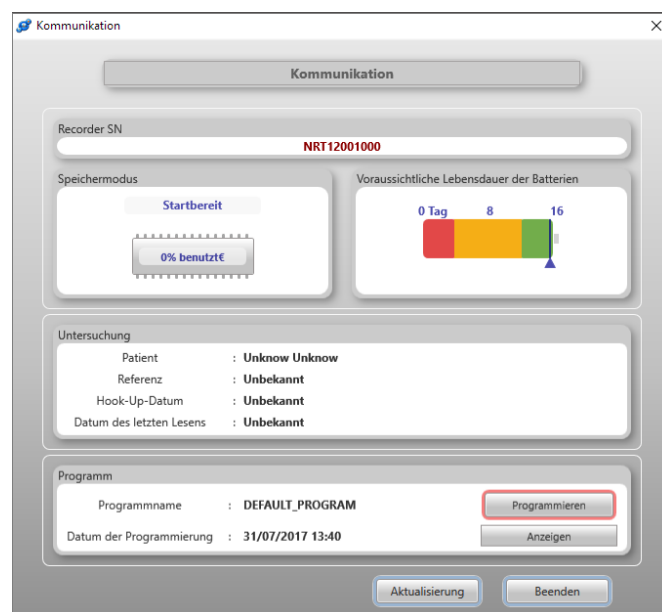 Kommunikation
Kommunikation
Recorder SN
NRT12001000
Speichermodus
Startbereit
0% benutzt€
Voraussichtliche Lebensdauer der Batterien
0 Tag 8 16
Untersuchung
Patient : Unknow Unknow
Referenz : Unbekannt
Hook-Up-Datum : Unbekannt
Datum des letzten Lesens : Unbekannt
Programm
Programmname : DEFAULT_PROGRAM
Programmieren
Datum der Programmierung : 31/07/2017 13:40
Anzeigen
Aktualisierung
Beenden